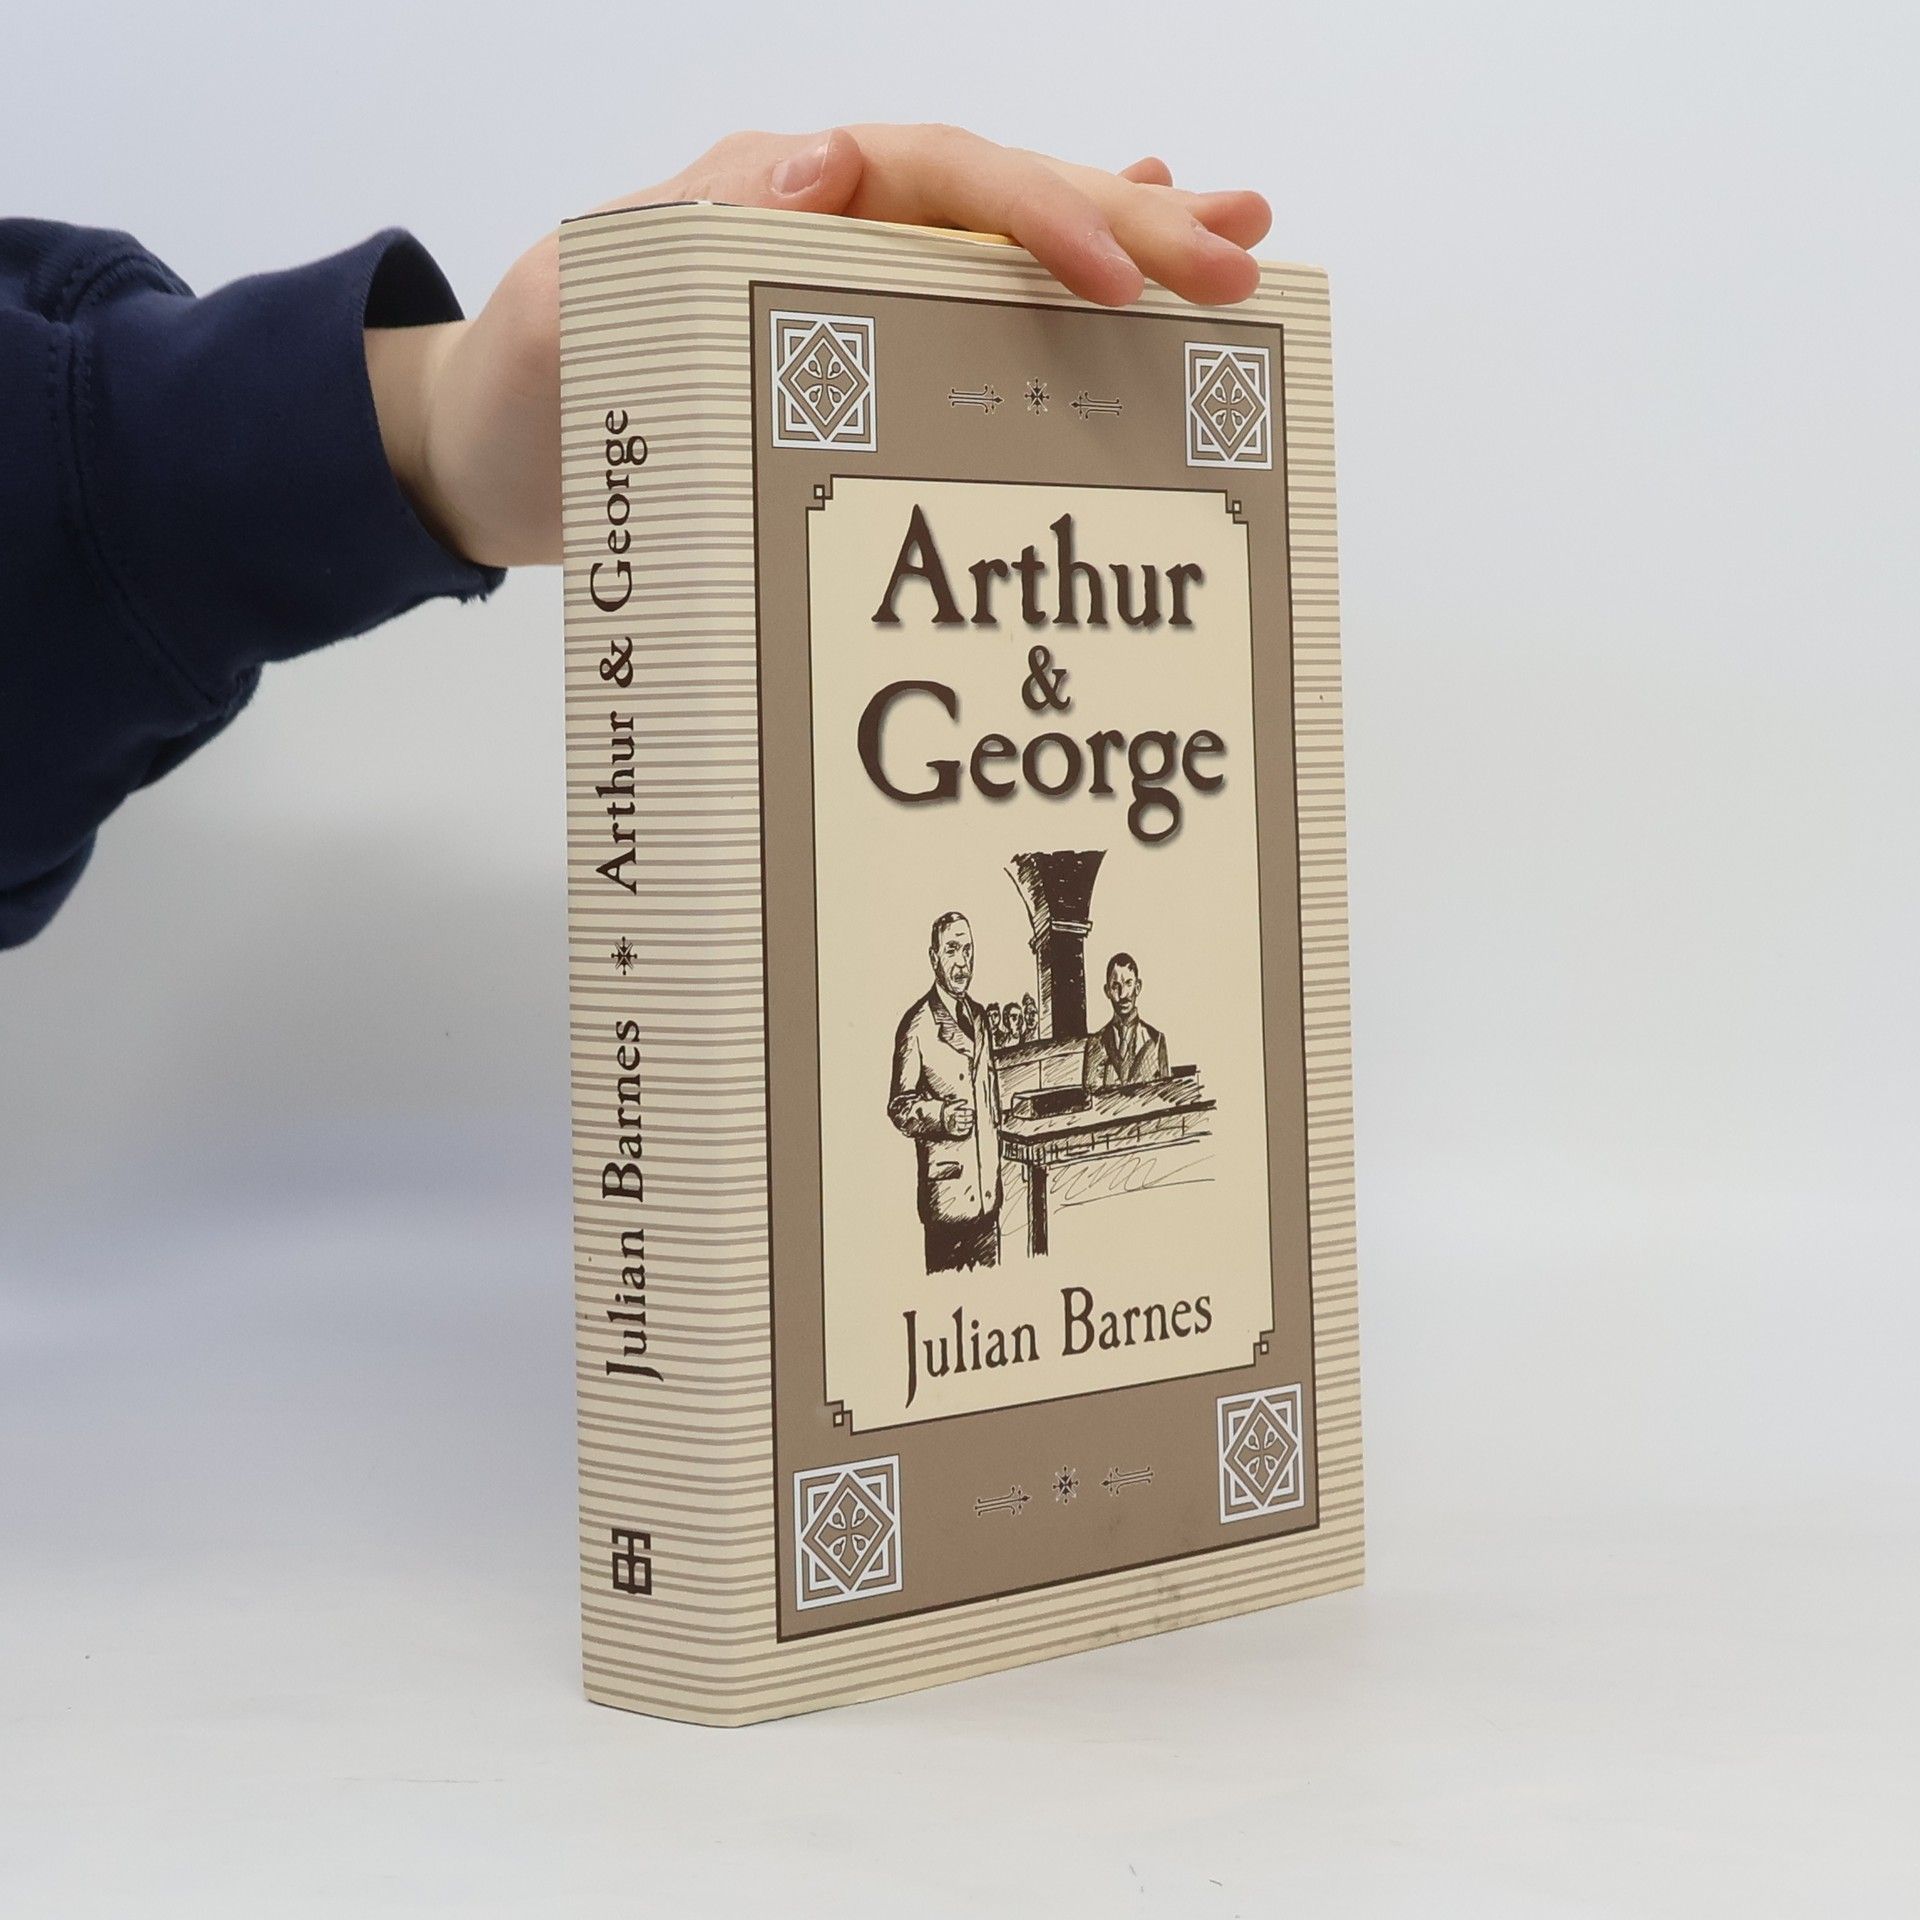 Julian Barnes * Arthur & George
Arthur
&
George
Julian Barnes